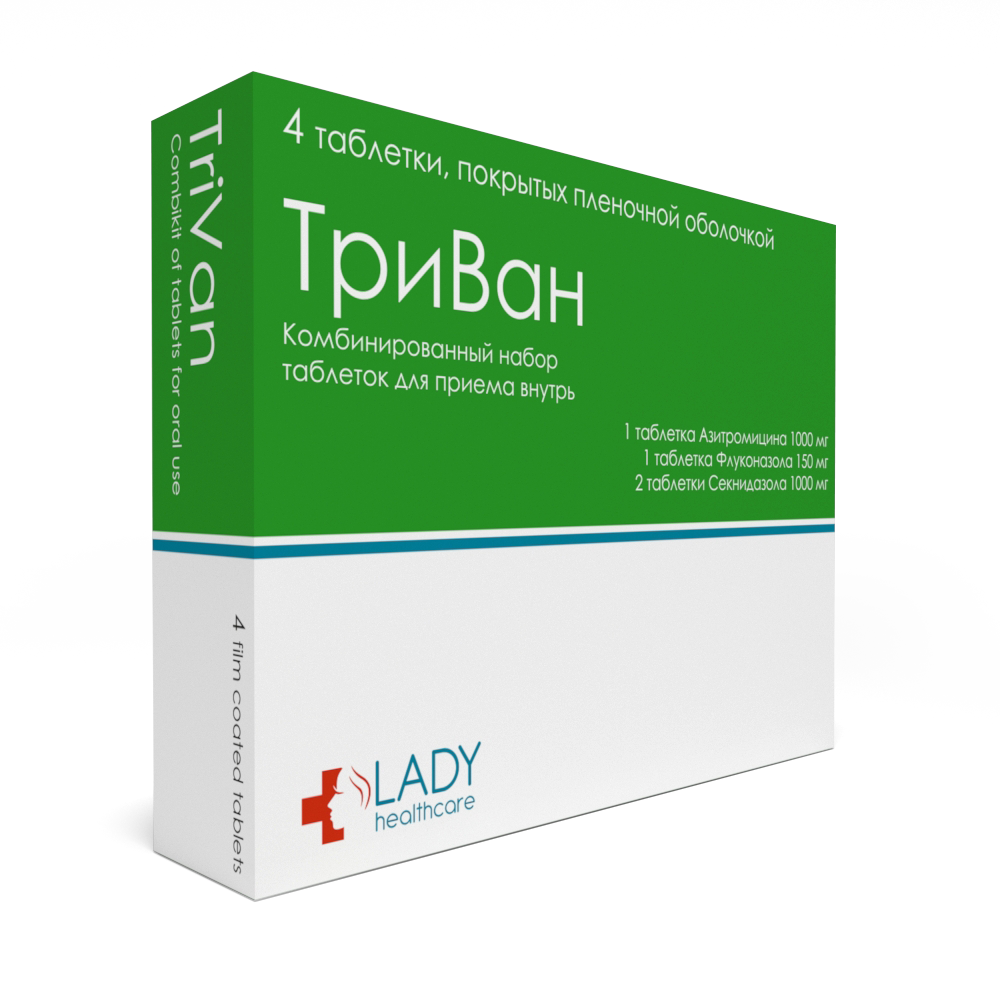 4 таблетки, покрытых пленочной оболочкой
ТриВан
Комбинированный набор
таблеток для приема внутрь
1 таблетка Азитромицина 1000 мг
1 таблетка Флуконазола 150 мг
2 таблетки Секнидазола 1000 мг
LADY
healthcare
TriVan
Combikit of tablets for oral use
4 film coated tablets